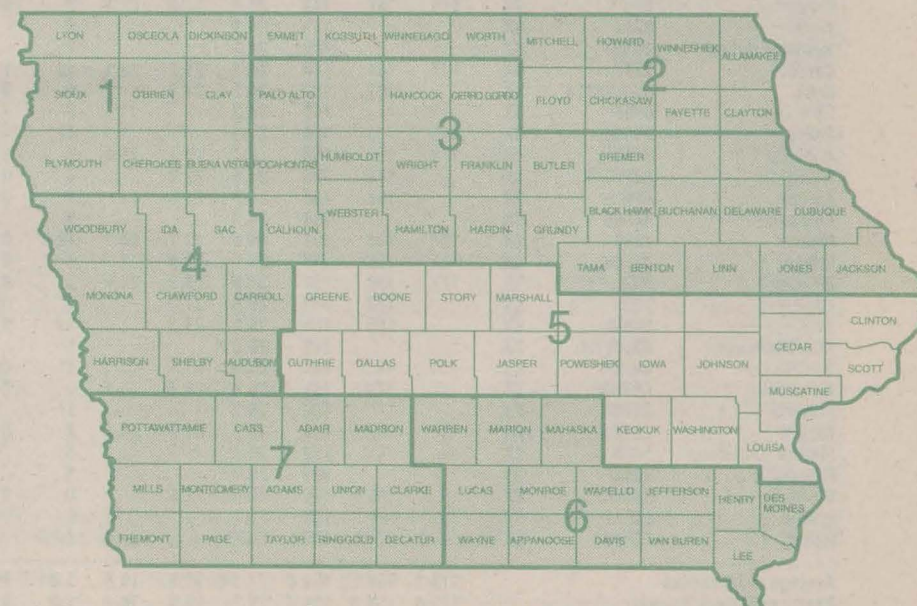 LYON OSCEOLA DICKINSON EMMET KOSSUTH WINNEBAGO WORTH MITCHELL HOWARD WINNESHIEK ALLAMAKEE
1 2
SIOUX O'BRIEN CLAY PALO ALTO HANCOCK CERRO GORDO FLOYD CHICKASAW FAYETTE CLAYTON
3
PLYMOUTH CHEROKEE BUENA VISTA POCAHONTAS HUMBOLDT WRIGHT FRANKLIN BUTLER BREMER
WOODBURY IDA SAC CALHOUN WEBSTER HAMILTON HARDIN GRUNDY BLACK HAWK BUCHANAN DELAWARE DUBUQUE
4
TAMA BENTON LINN JONES JACKSON
MONONA CRAWFORD CARROLL GREENE BOONE STORY MARSHALL CLINTON
5
HARRISON SHELBY AUDUBON GUTHRIE DALLAS POLK JASPER POWESHIEK IOWA JOHNSON CEDAR SCOTT
MUSCATINE
POTTAWATTAMIE CASS ADAIR MADISON WARREN MARION MAHASKA KEOKUK WASHINGTON LOUISA
7
MILLS MONTGOMERY ADAMS UNION CLARKE LUCAS MONROE WAPELLO JEFFERSON HENRY DES
MOINES
6
FREMONT PAGE TAYLOR RINGGOLD DECATUR WAYNE APPANOOSE DAVIS VAN BUREN LEE